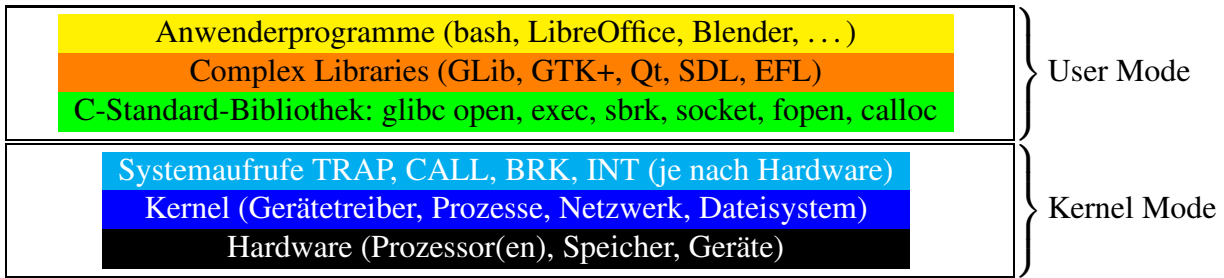 Anwenderprogramme (bash, LibreOffice, Blender, . . . )
Complex Libraries (GLib, GTK+, Qt, SDL, EFL)
C-Standard-Bibliothek: glibc open, exec, sbrk, socket, fopen, calloc
User Mode
Systemaufrufe TRAP, CALL, BRK, INT (je nach Hardware)
Kernel (Gerätetreiber, Prozesse, Netzwerk, Dateisystem)
Hardware (Prozessor(en), Speicher, Geräte)
Kernel Mode